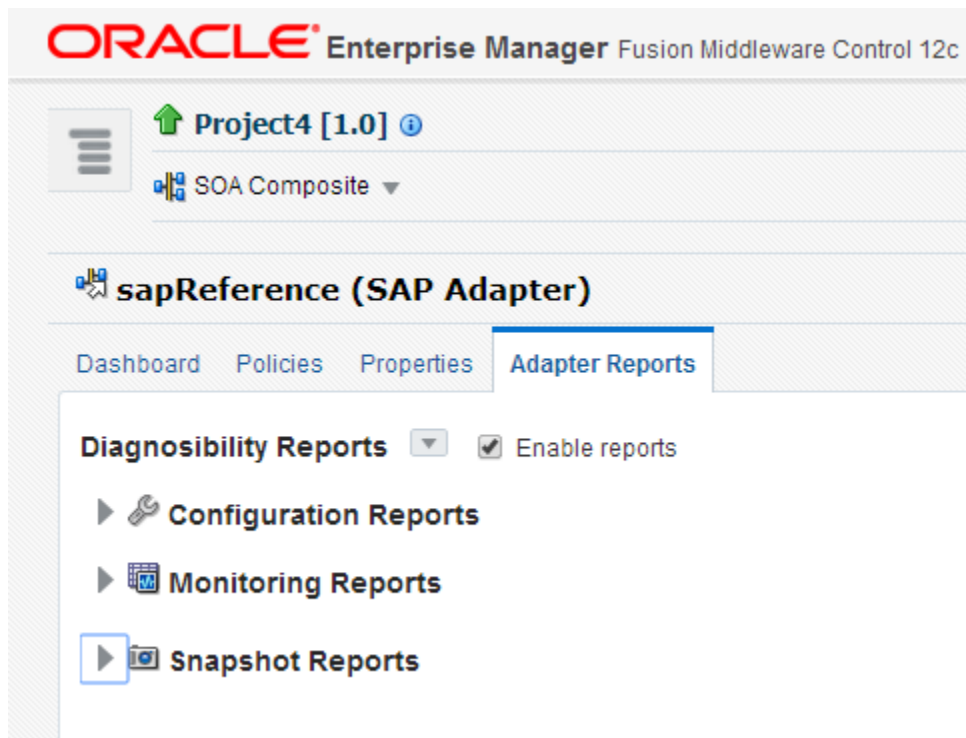 ORACLE Enterprise Manager Fusion Middleware Control 12c
Project4 [1.0]
SOA Composite
sapReference (SAP Adapter)
Dashboard Policies Properties Adapter Reports
Diagnosibility Reports Enable reports
Configuration Reports
Monitoring Reports
Snapshot Reports